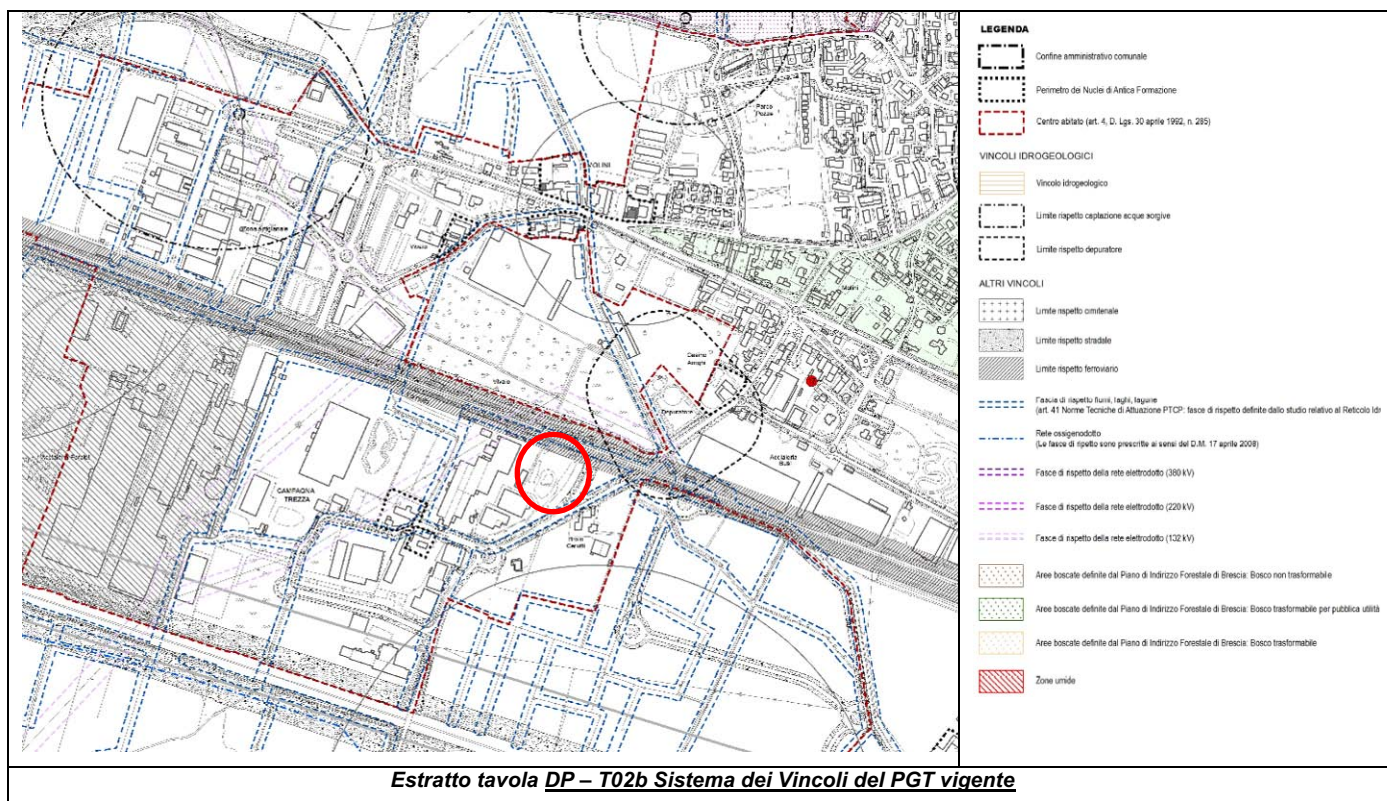 LEGENDA
Confine amministrativo comunale
Perimetro dei Nuclei di Antica Formazione
Centro abitato (art. 4, D. Lgs. 30 aprile 1992, n. 285)
VINCOLI IDROGEOLOGICI
Vincolo idrogeologico
Limite rispetto captazione acque sorgive
Limite rispetto depuratore
ALTRI VINCOLI
Limite rispetto cimiteriale
Limite rispetto stradale
Limite rispetto ferroviario
Fascia di rispetto fiumi, laghi, lagune
(art. 41 Norme Tecniche di Attuazione PTCP: fasce di rispetto definite dallo studio relativo al Reticolo Idr
Rete ossigenodotto
(Le fasce di rispetto sono prescritte ai sensi del D.M. 17 aprile 2008)
Fasce di rispetto della rete elettrodotto (380 kV)
Fasce di rispetto della rete elettrodotto (220 kV)
Fasce di rispetto della rete elettrodotto (132 kV)
Aree boscate definite dal Piano di Indirizzo Forestale di Brescia: Bosco non trasformabile
Aree boscate definite dal Piano di Indirizzo Forestale di Brescia: Bosco trasformabile per pubblica utilità
Aree boscate definite dal Piano di Indirizzo Forestale di Brescia: Bosco trasformabile
Zone umide
Parco
Molini
Vivaio
Depuratore
Acciaieria
CAMPAGNA
TREZZA
Estratto tavola DP – T02b Sistema dei Vincoli del PGT vigente